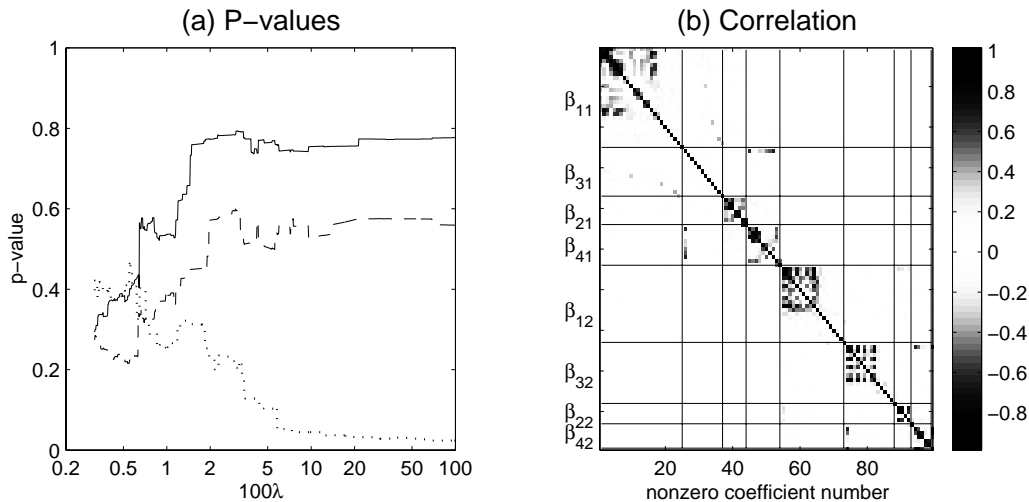 (a) P−values
p−value
1
0.8
0.6
0.4
0.2
0
0.2
0.5
1
2
5
10
20
50
100
100λ
(b) Correlation
β11
β31
β21
β41
β12
β32
β22
β42
20
40
60
80
nonzero coefficient number
1
0.8
0.6
0.4
0.2
0
−0.2
−0.4
−0.6
−0.8